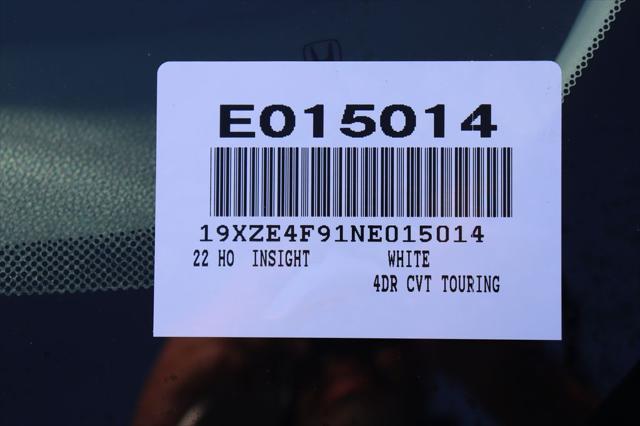 E015014
19XZE4F91NE015014
22 HO INSIGHT WHITE
4DR CVT TOURING